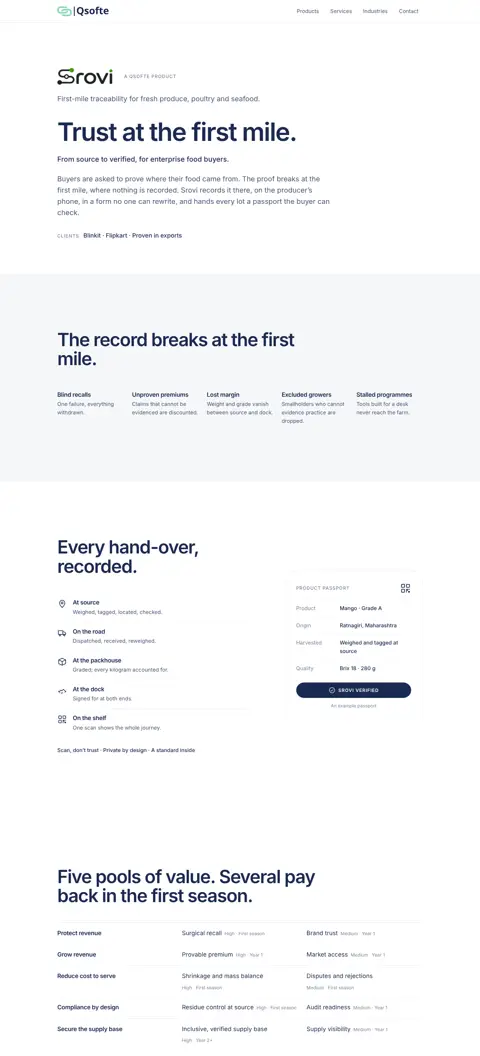 Qsofte
Products Services Industries Contact
Srovi A QSOFTE PRODUCT
First-mile traceability for fresh produce, poultry and seafood.
Trust at the first mile.
From source to verified, for enterprise food buyers.
Buyers are asked to prove where their food came from. The proof breaks at the
first mile, where nothing is recorded. Srovi records it there, on the producer's
phone, in a form no one can rewrite, and hands every lot a passport the buyer can
check.
CLIENTS Blinkit · Flipkart · Proven in exports
The record breaks at the first
mile.
Blind recalls
One failure, everything
withdrawn.
Unproven premiums
Claims that cannot be
evidenced are discounted.
Lost margin
Weight and grade vanish
between source and dock.
Excluded growers
Smallholders who cannot
evidence practice are
dropped.
Stalled programmes
Tools built for a desk
never reach the farm.
Every hand-over,
recorded.
At source
Weighed, tagged, located, checked.
On the road
Dispatched, received, reweighed.
At the packhouse
Graded; every kilogram accounted for.
At the dock
Signed for at both ends.
On the shelf
One scan shows the whole journey.
Scan, don't trust · Private by design · A standard inside
PRODUCT PASSPORT
Product Mango · Grade A
Origin Ratnagiri, Maharashtra
Harvested Weighed and tagged at
source
Quality Brix 18 · 280 g
SROVI VERIFIED
An example passport
Five pools of value. Several pay
back in the first season.
Protect revenue
Surgical recall High · First season
Brand trust Medium · Year 1
Grow revenue
Provable premium High · Year 1
Market access Medium · Year 1
Reduce cost to serve
Shrinkage and mass balance
High · First season
Disputes and rejections
Medium · First season
Compliance by design
Residue control at source High · First season
Audit readiness Medium · Year 1
Secure the supply base
Inclusive, verified supply base
High · Year 2+
Supply visibility Medium · Year 1